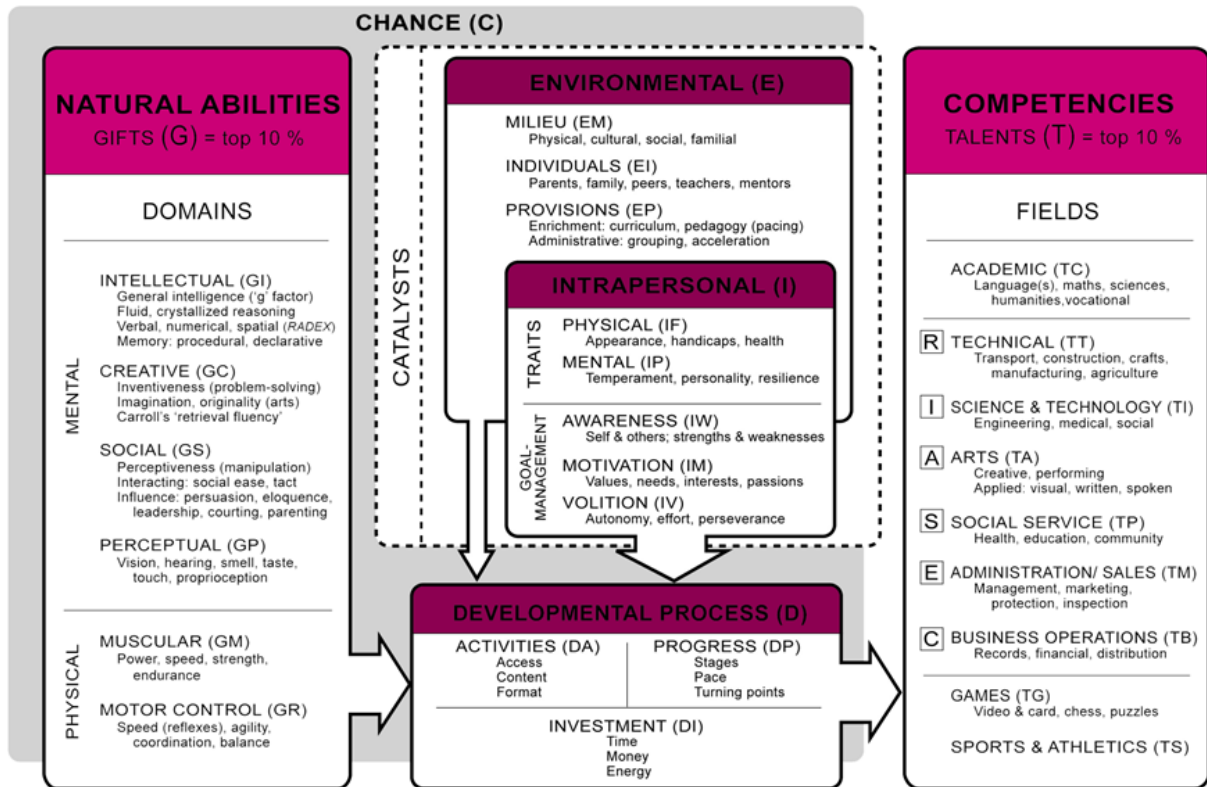 CHANCE (C)
NATURAL ABILITIES
GIFTS (G) = top 10 %
DOMAINS
MENTAL
INTELLECTUAL (GI)
General intelligence ('g' factor)
Fluid, crystallized reasoning
Verbal, numerical, spatial (RADEX)
Memory: procedural, declarative
CREATIVE (GC)
Inventiveness (problem-solving)
Imagination, originality (arts)
Carroll's 'retrieval fluency'
SOCIAL (GS)
Perceptiveness (manipulation)
Interacting: social ease, tact
Influence: persuasion, eloquence,
leadership, courting, parenting
PERCEPTUAL (GP)
Vision, hearing, smell, taste,
touch, proprioception
PHYSICAL
MUSCULAR (GM)
Power, speed, strength,
endurance
MOTOR CONTROL (GR)
Speed (reflexes), agility,
coordination, balance
CATALYSTS
ENVIRONMENTAL (E)
MILIEU (EM)
Physical, cultural, social, familial
INDIVIDUALS (EI)
Parents, family, peers, teachers, mentors
PROVISIONS (EP)
Enrichment: curriculum, pedagogy (pacing)
Administrative: grouping, acceleration
INTRAPERSONAL (I)
TRAITS
PHYSICAL (IF)
Appearance, handicaps, health
MENTAL (IP)
Temperament, personality, resilience
GOAL-
MANAGEMENT
AWARENESS (IW)
Self & others; strengths & weaknesses
MOTIVATION (IM)
Values, needs, interests, passions
VOLITION (IV)
Autonomy, effort, perseverance
DEVELOPMENTAL PROCESS (D)
ACTIVITIES (DA)
Access
Content
Format
PROGRESS (DP)
Stages
Pace
Turning points
INVESTMENT (DI)
Time
Money
Energy
COMPETENCIES
TALENTS (T) = top 10 %
FIELDS
ACADEMIC (TC)
Language(s), maths, sciences,
humanities,vocational
R TECHNICAL (TT)
Transport, construction, crafts,
manufacturing, agriculture
I SCIENCE & TECHNOLOGY (TI)
Engineering, medical, social
A ARTS (TA)
Creative, performing
Applied: visual, written, spoken
S SOCIAL SERVICE (TP)
Health, education, community
E ADMINISTRATION/ SALES (TM)
Management, marketing,
protection, inspection
C BUSINESS OPERATIONS (TB)
Records, financial, distribution
GAMES (TG)
Video & card, chess, puzzles
SPORTS & ATHLETICS (TS)